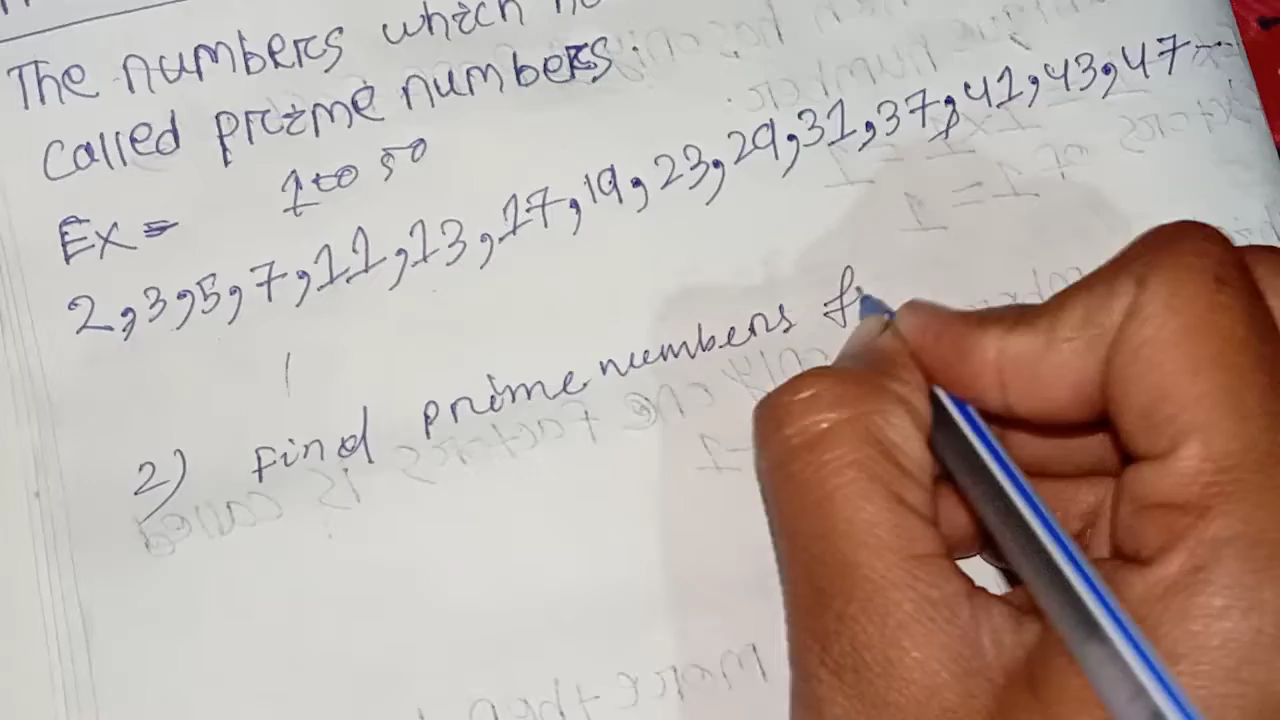 The numbers which
called prime numbers.
Ex = 1 to 50
2,3,5,7,11,13,17,19,23,29,31,37,41,43,47--
2) Find prime numbers